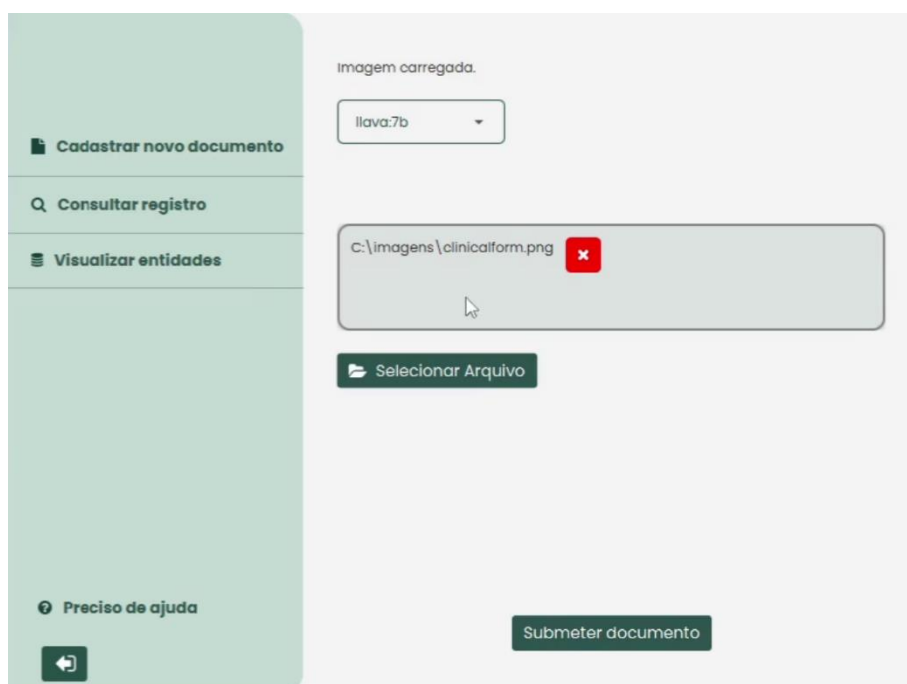 Cadastrar novo documento
Consultar registro
Visualizar entidades
Preciso de ajuda
Imagem carregada.
llava:7b
C:\imagens\clinicalform.png
Selecionar Arquivo
Submeter documento